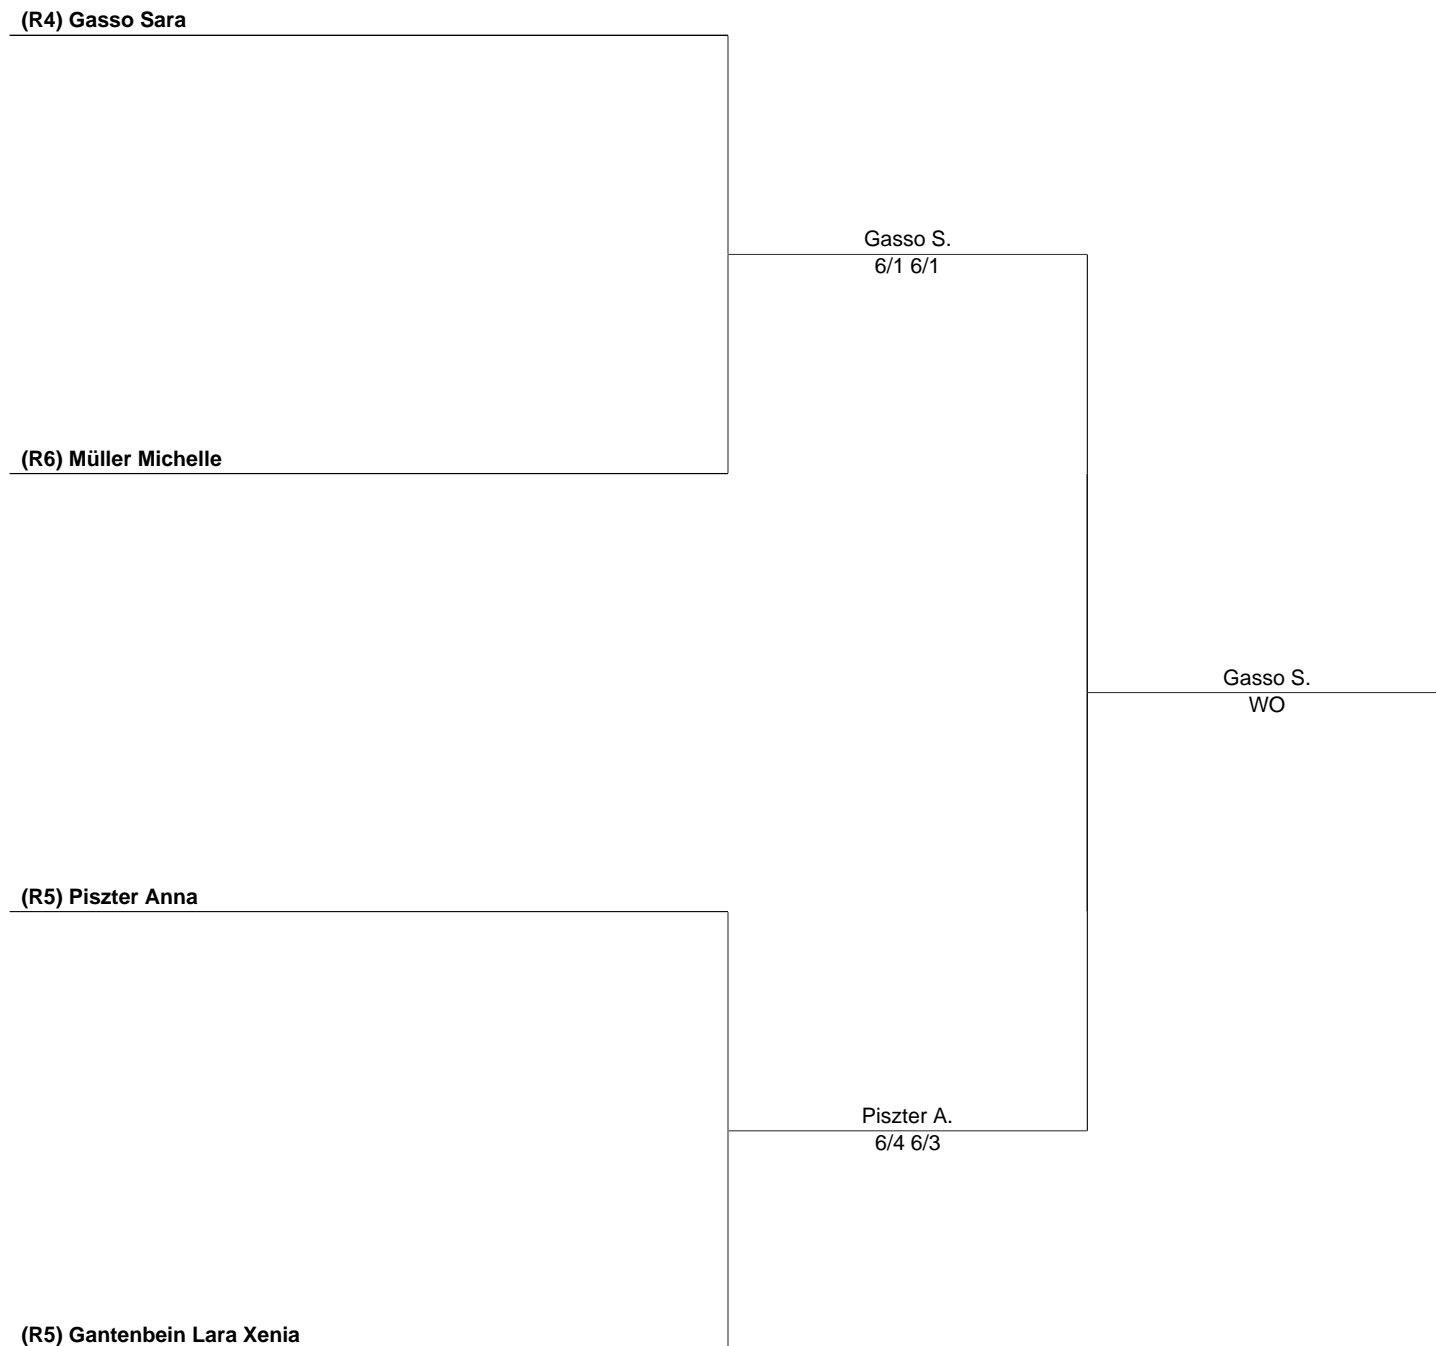 (R4) Gasso Sara
Gasso S.
6/1 6/1
(R6) Müller Michelle
Gasso S.
WO
(R5) Piszter Anna
Piszter A.
6/4 6/3
(R5) Gantenbein Lara Xenia